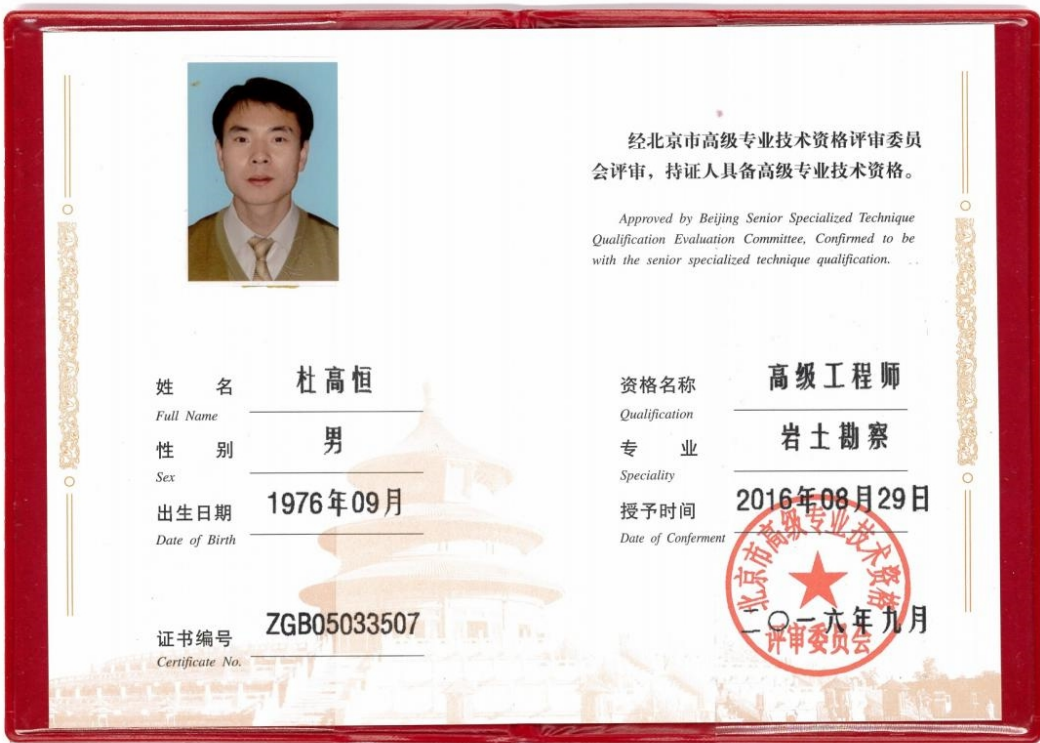 经北京市高级专业技术资格评审委员
会评审，持证人具备高级专业技术资格。
Approved by Beijing Senior Specialized Technique
Qualification Evaluation Committee, Confirmed to be
with the senior specialized technique qualification.
姓 名 杜高恒
Full Name
性 别 男
Sex
出生日期 1976年09月
Date of Birth
证书编号 ZGB05033507
Certificate No.
资格名称 高级工程师
Qualification
专 业 岩土勘察
Speciality
授予时间 2016年08月29日
Date of Conferment
北京市高级专业技术资格
评审委员会
二〇一六年九月